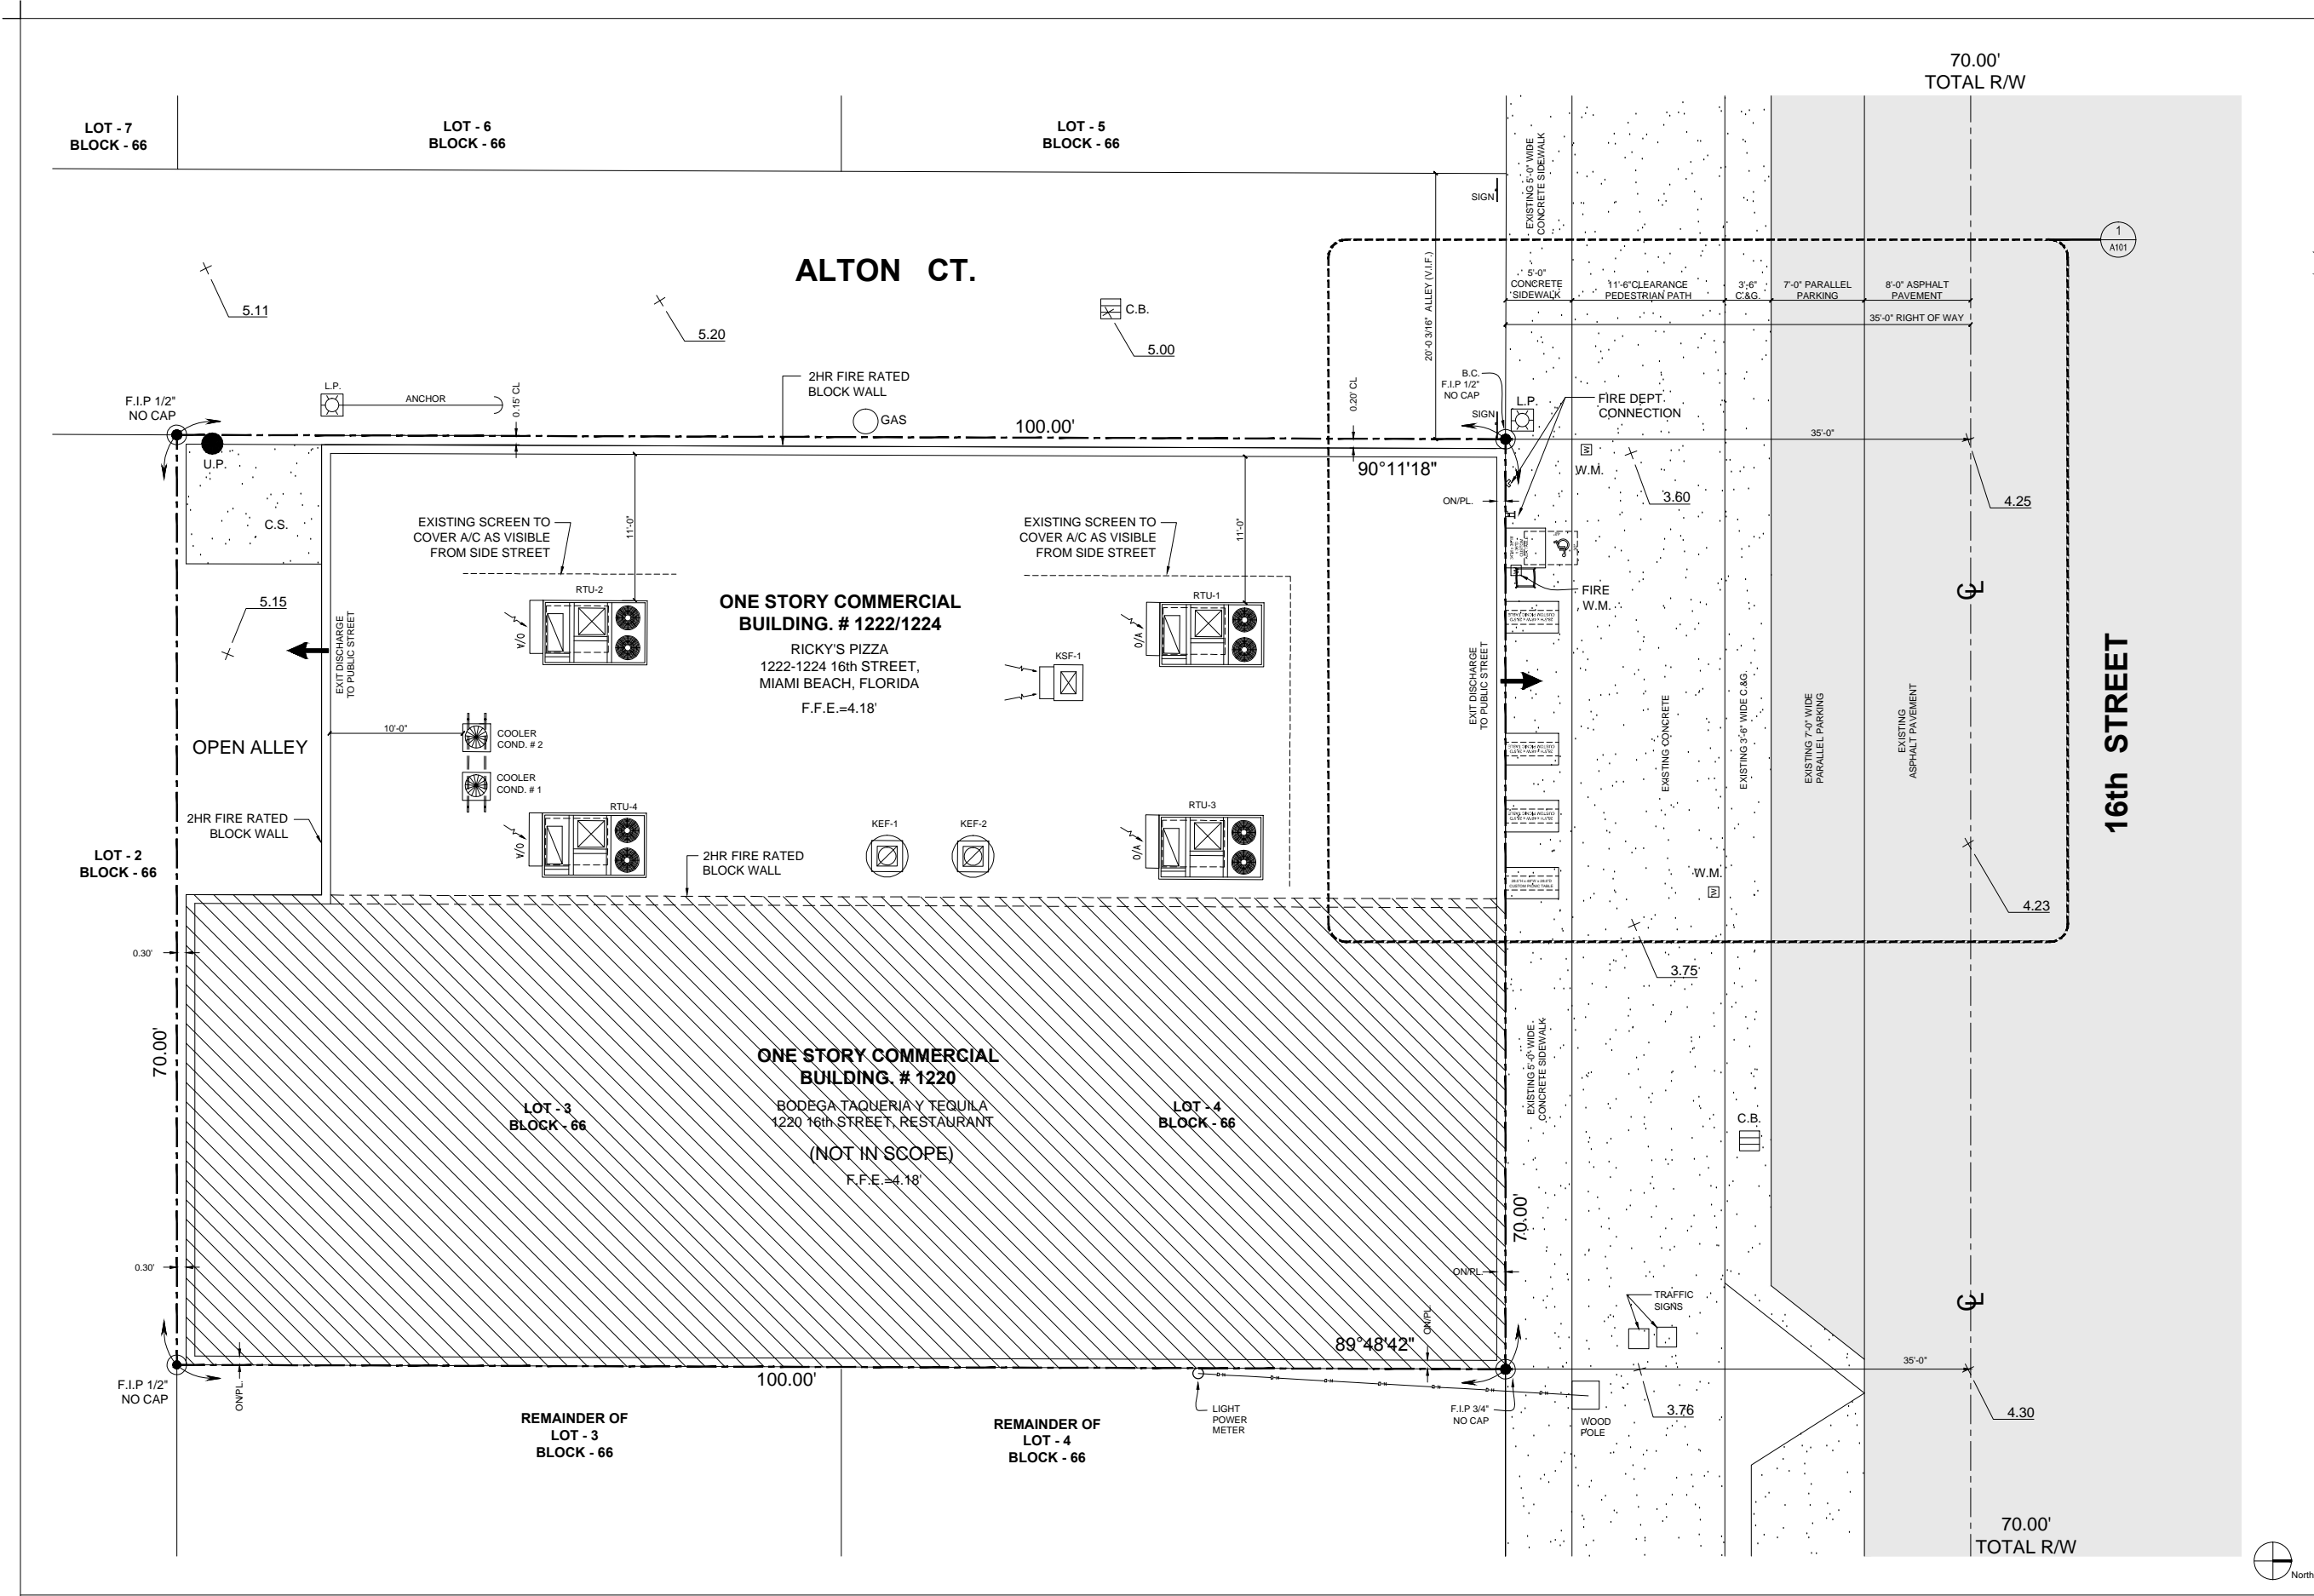 70.00'
TOTAL R/W
LOT - 7
BLOCK - 66
LOT - 6
BLOCK - 66
LOT - 5
BLOCK - 66
EXISTING 5'-0" WIDE
CONCRETE SIDEWALK
SIGN
1
A101
ALTON CT.
20'-0 3/16" ALLEY (V.I.F.)
5'-0"
CONCRETE
SIDEWALK
11'-6"CLEARANCE
PEDESTRIAN PATH
3'-6"
C.&G.
7'-0" PARALLEL
PARKING
8'-0" ASPHALT
PAVEMENT
35'-0" RIGHT OF WAY
5.11
5.20
C.B.
5.00
2HR FIRE RATED
BLOCK WALL
B.C.
F.I.P 1/2"
NO CAP
L.P.
ANCHOR
0.15' CL
0.20' CL
F.I.P 1/2"
NO CAP
L.P.
SIGN
FIRE DEPT.
CONNECTION
GAS
100.00'
35'-0"
U.P.
90°11'18"
W.M.
W
ON/PL.
3.60
4.25
C.S.
EXISTING SCREEN TO
COVER A/C AS VISIBLE
FROM SIDE STREET
11'-0"
EXISTING SCREEN TO
COVER A/C AS VISIBLE
FROM SIDE STREET
11'-0"
RTU-2
RTU-1
O/A
O/A
5.15
ONE STORY COMMERCIAL
BUILDING. # 1222/1224
RICKY'S PIZZA
1222-1224 16th STREET,
MIAMI BEACH, FLORIDA
F.F.E.=4.18'
KSF-1
FIRE
W.M.
W
EXIT DISCHARGE
TO PUBLIC STREET
EXIT DISCHARGE
TO PUBLIC STREET
CL
16th STREET
EXISTING CONCRETE
EXISTING 3'-6" WIDE C.&G.
EXISTING 7'-0" WIDE
PARALLEL PARKING
EXISTING
ASPHALT PAVEMENT
10'-0"
COOLER
COND. # 2
COOLER
COND. # 1
OPEN ALLEY
RTU-4
RTU-3
O/A
O/A
KEF-1
KEF-2
2HR FIRE RATED
BLOCK WALL
2HR FIRE RATED
BLOCK WALL
LOT - 2
BLOCK - 66
CUSTOM PICNIC TABLE
CUSTOM PICNIC TABLE
CUSTOM PICNIC TABLE
CUSTOM PICNIC TABLE
W.M.
W
4.23
3.75
0.30'
70.00'
ONE STORY COMMERCIAL
BUILDING. # 1220
BODEGA TAQUERIA Y TEQUILA
1220 16th STREET, RESTAURANT
(NOT IN SCOPE)
F.F.E.=4.18'
LOT - 3
BLOCK - 66
LOT - 4
BLOCK - 66
EXISTING 5'-0" WIDE
CONCRETE SIDEWALK
C.B.
70.00'
0.30'
ON/PL.
TRAFFIC
SIGNS
CL
89°48'42"
ON/PL.
35'-0"
F.I.P 1/2"
NO CAP
ON/PL.
100.00'
LIGHT
POWER
METER
F.I.P 3/4"
NO CAP
WOOD
POLE
3.76
4.30
REMAINDER OF
LOT - 3
BLOCK - 66
REMAINDER OF
LOT - 4
BLOCK - 66
70.00'
TOTAL R/W
North